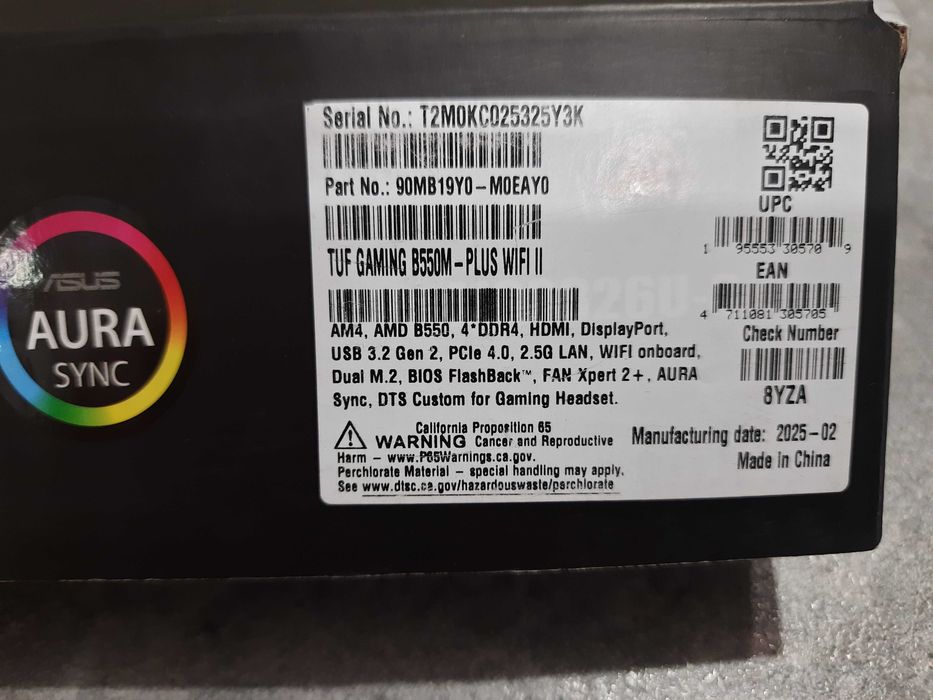 ASUS
AURA
SYNC
Serial No.: T2M0KC025325Y3K
Part No.: 90MB19Y0-M0EAY0
TUF GAMING B550M-PLUS WIFI II
AM4, AMD B550, 4*DDR4, HDMI, DisplayPort,
USB 3.2 Gen 2, PCIe 4.0, 2.5G LAN, WIFI onboard,
Dual M.2, BIOS FlashBack™, FAN Xpert 2+, AURA
Sync, DTS Custom for Gaming Headset.
California Proposition 65
WARNING Cancer and Reproductive
Harm - www.P65Warnings.ca.gov.
Perchlorate Material - special handling may apply.
See www.dtsc.ca.gov/hazardouswaste/perchlorate
UPC
1 95553 30570 9
EAN
4 711081 305705
Check Number
8YZA
Manufacturing date: 2025-02
Made in China